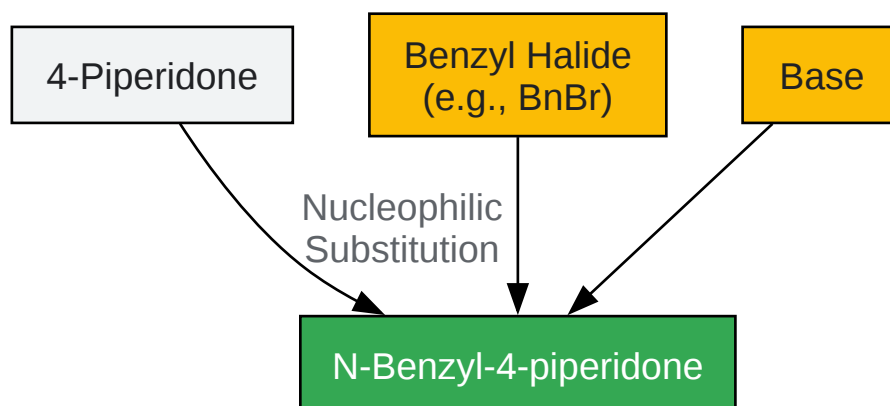 4-Piperidone
Benzyl Halide
(e.g., BnBr)
Base
Nucleophilic
Substitution
N-Benzyl-4-piperidone